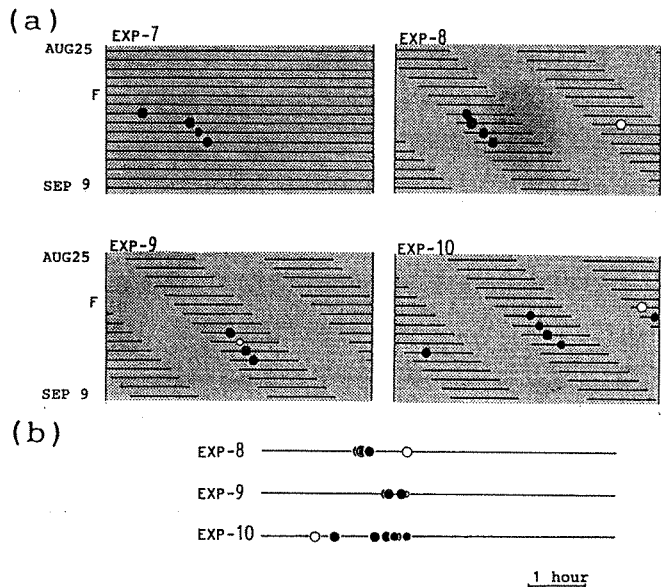 (a)
EXP-7
EXP-8
AUG25
F
SEP 9
EXP-9
EXP-10
AUG25
F
SEP 9
(b)
EXP-8
EXP-9
EXP-10
1 hour